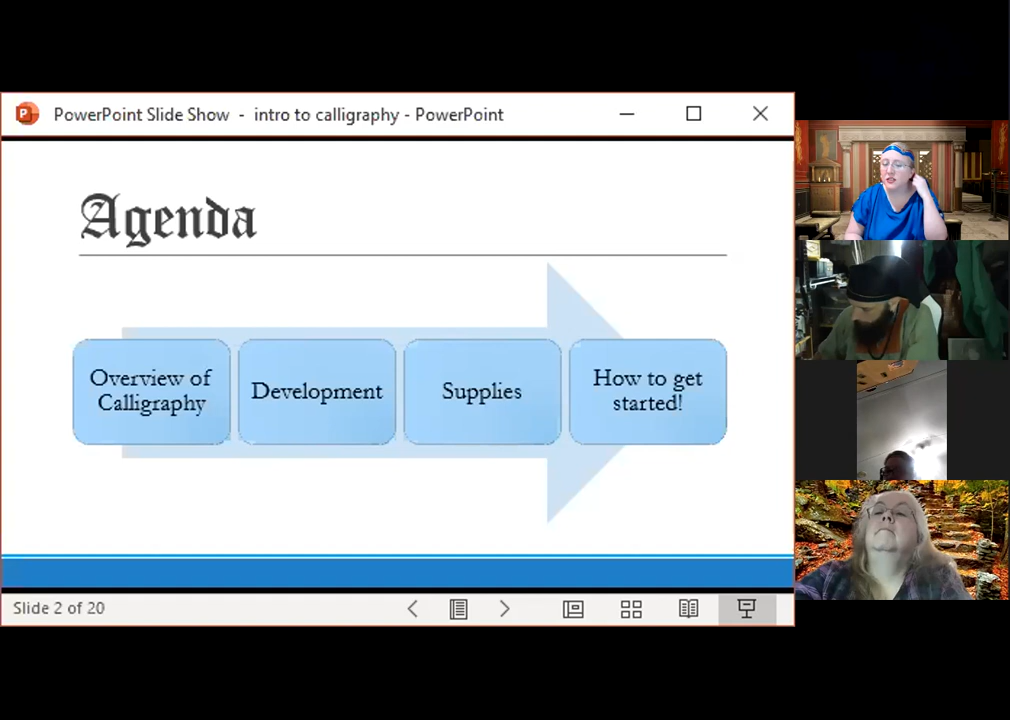 PowerPoint Slide Show - intro to calligraphy - PowerPoint
Agenda
Overview of
Calligraphy
Development
Supplies
How to get
started!
Slide 2 of 20